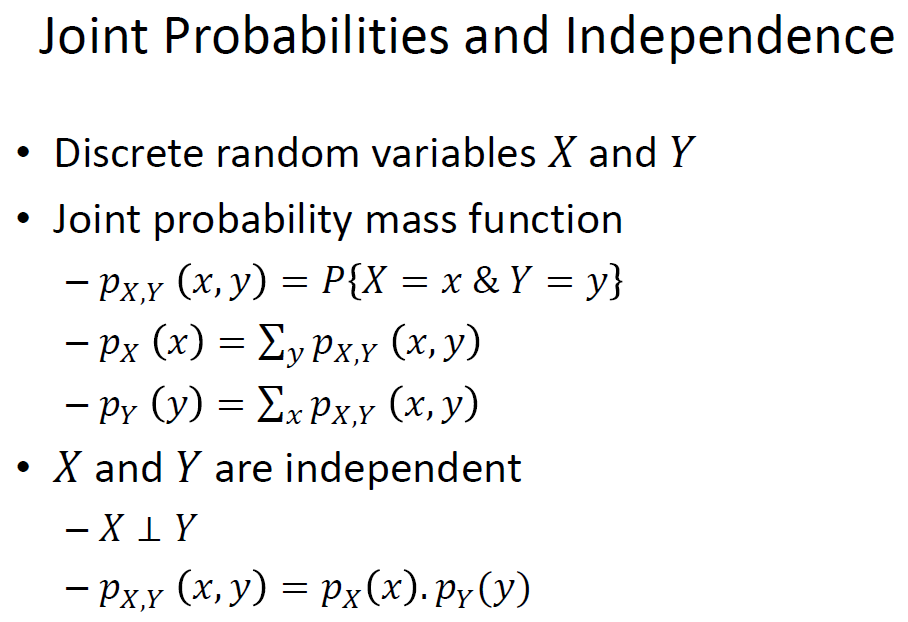 Joint Probabilities and Independence
• Discrete random variables X and Y
• Joint probability mass function
– p_{X,Y} (x, y) = P{X = x & Y = y}
– p_X (x) = ∑_y p_{X,Y} (x, y)
– p_Y (y) = ∑_x p_{X,Y} (x, y)
• X and Y are independent
– X ⊥ Y
– p_{X,Y} (x, y) = p_X(x). p_Y(y)